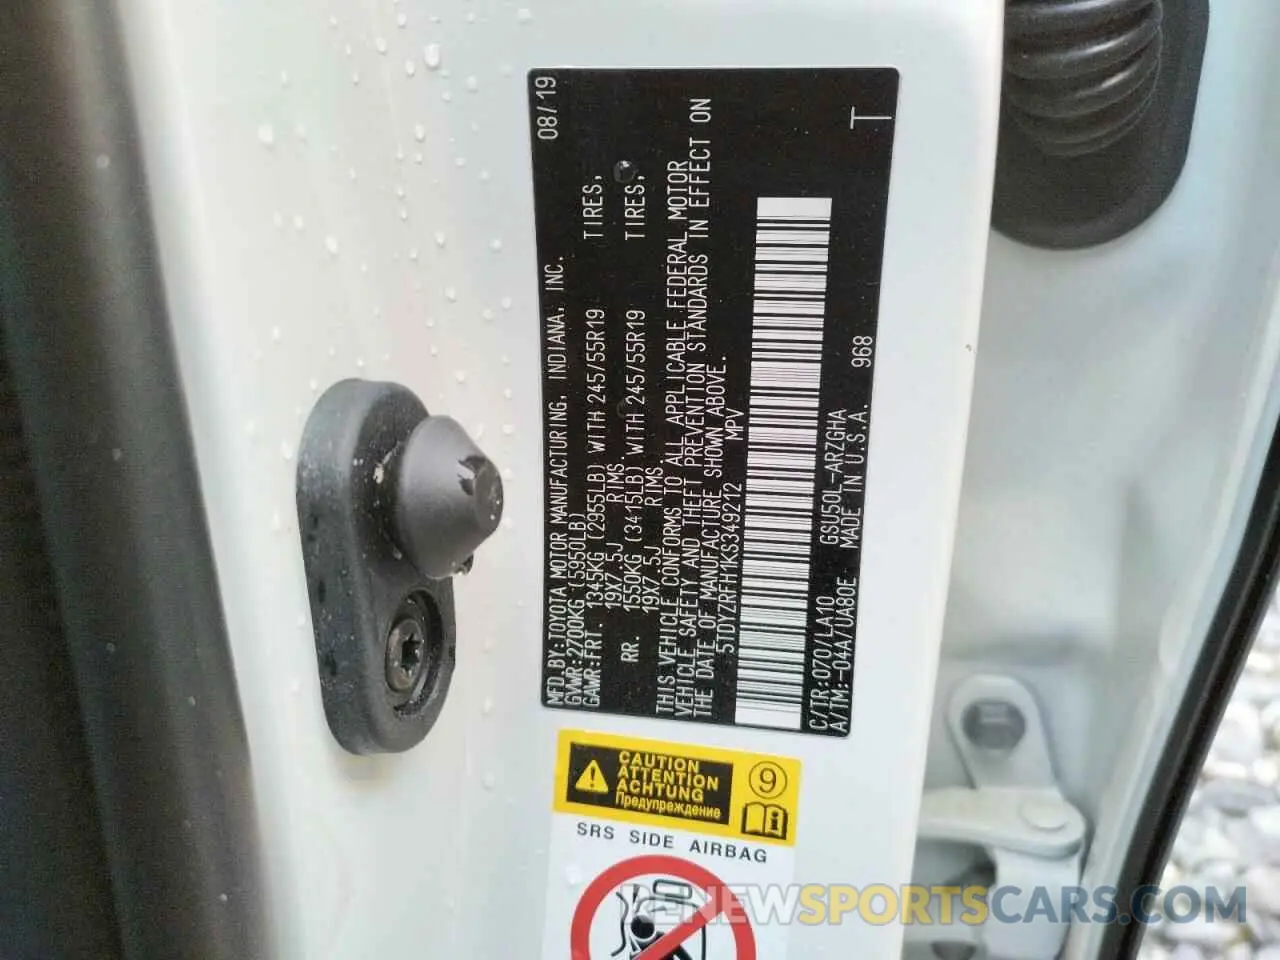 MFD.BY:TOYOTA MOTOR MANUFACTURING, INDIANA, INC. 08/19
GVWR:2700KG (5950LB)
GAWR:FRT. 1345KG (2955LB) WITH 245/55R19 TIRES,
19X7.5J RIMS,
RR. 1550KG (3415LB) WITH 245/55R19 TIRES,
19X7.5J RIMS,
THIS VEHICLE CONFORMS TO ALL APPLICABLE FEDERAL MOTOR
VEHICLE SAFETY AND THEFT PREVENTION STANDARDS IN EFFECT ON
THE DATE OF MANUFACTURE SHOWN ABOVE.
5TDYZRFH1KS349212 MPV
C/TR:070/LA10 GSU50L-ARZGHA 968 T
A/TM:-04A/UA80E MADE IN U.S.A.
CAUTION
ATTENTION
ACHTUNG
Предупреждение
9
SRS SIDE AIRBAG
RENEWSPORTSCARS.COM